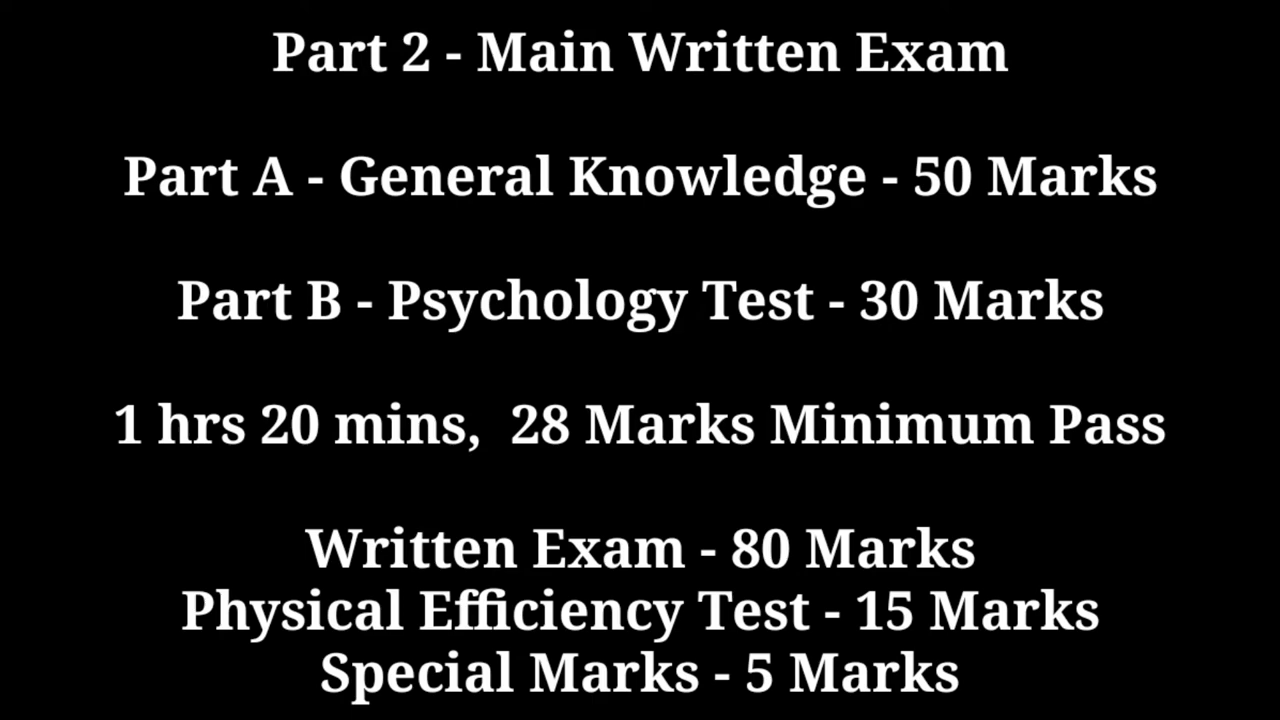 Part 2 - Main Written Exam
Part A - General Knowledge - 50 Marks
Part B - Psychology Test - 30 Marks
1 hrs 20 mins,  28 Marks Minimum Pass
Written Exam - 80 Marks
Physical Efficiency Test - 15 Marks
Special Marks - 5 Marks